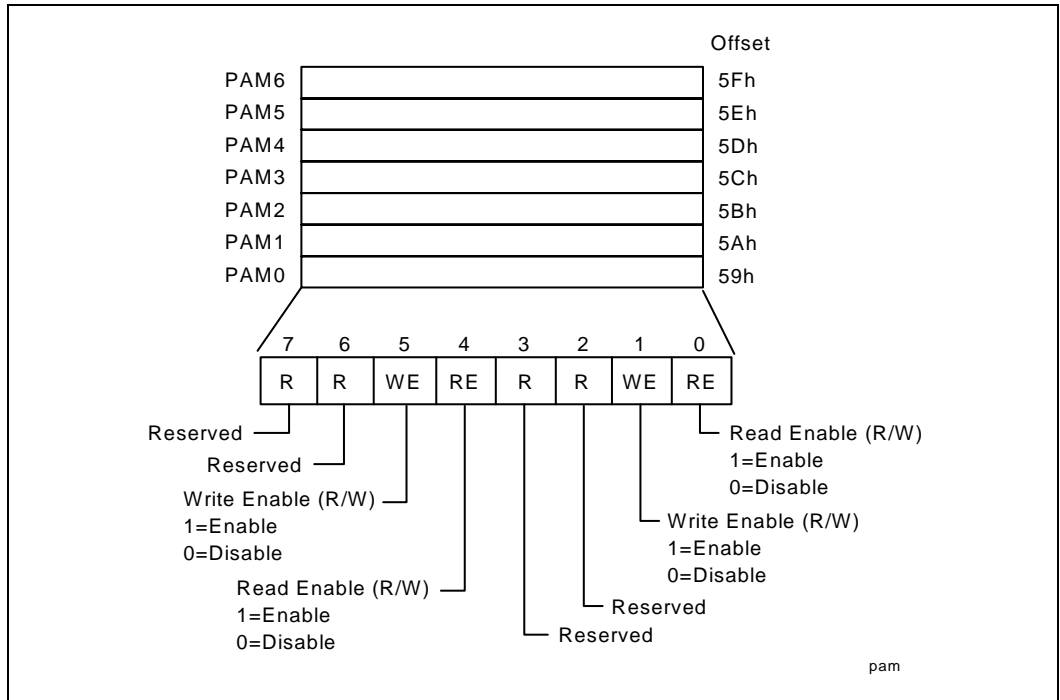 Offset
PAM6 5Fh
PAM5 5Eh
PAM4 5Dh
PAM3 5Ch
PAM2 5Bh
PAM1 5Ah
PAM0 59h
7 6 5 4 3 2 1 0
R R WE RE R R WE RE
Reserved
Reserved
Write Enable (R/W)
1=Enable
0=Disable
Read Enable (R/W)
1=Enable
0=Disable
Read Enable (R/W)
1=Enable
0=Disable
Write Enable (R/W)
1=Enable
0=Disable
Reserved
Reserved
pam